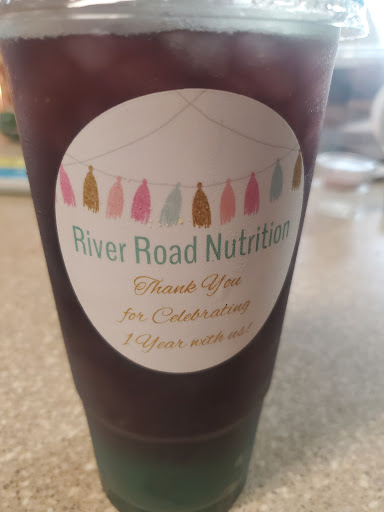 River Road Nutrition
Thank You
for Celebrating
1 Year with us!